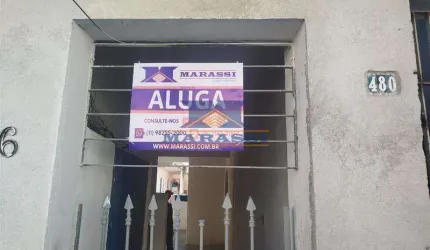 MARASSI
ALUGA
CONSULTE-NOS
WWW.MARASSI.COM.BR
MARASSI
480
6